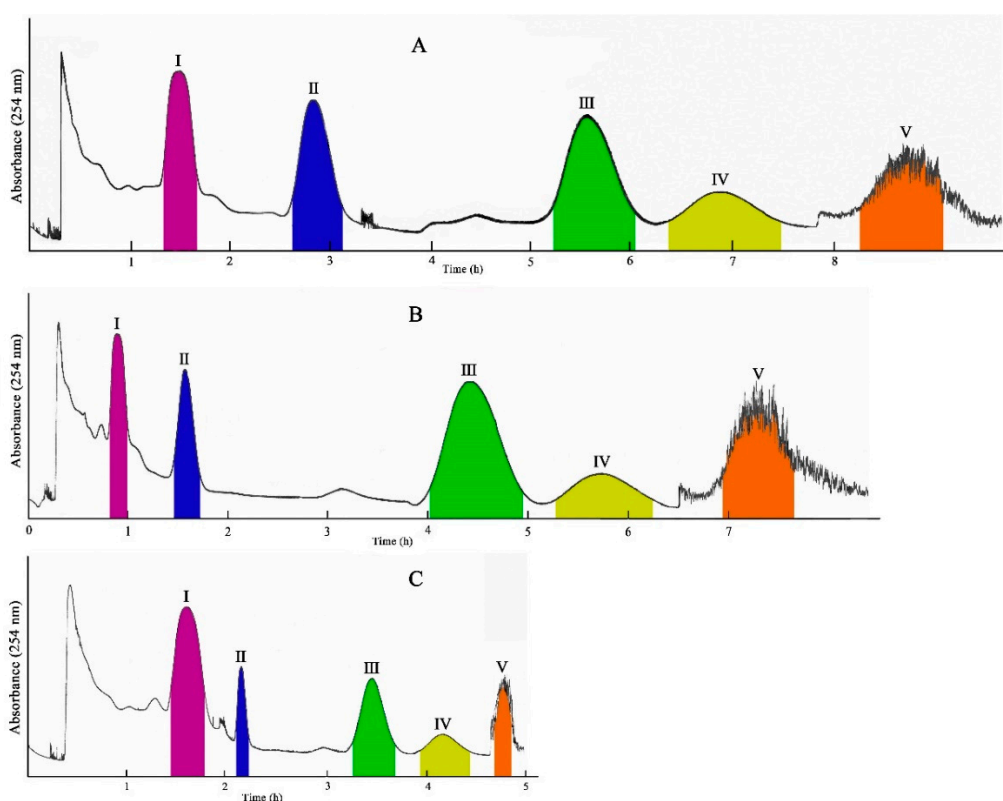 A
I
II
III
IV
V
Absorbance (254 nm)
1 2 3 4 5 6 7 8
Time (h)
B
I
II
III
IV
V
Absorbance (254 nm)
0 1 2 3 4 5 6 7
Time (h)
C
I
II
III
IV
V
Absorbance (254 nm)
1 2 3 4 5
Time (h)